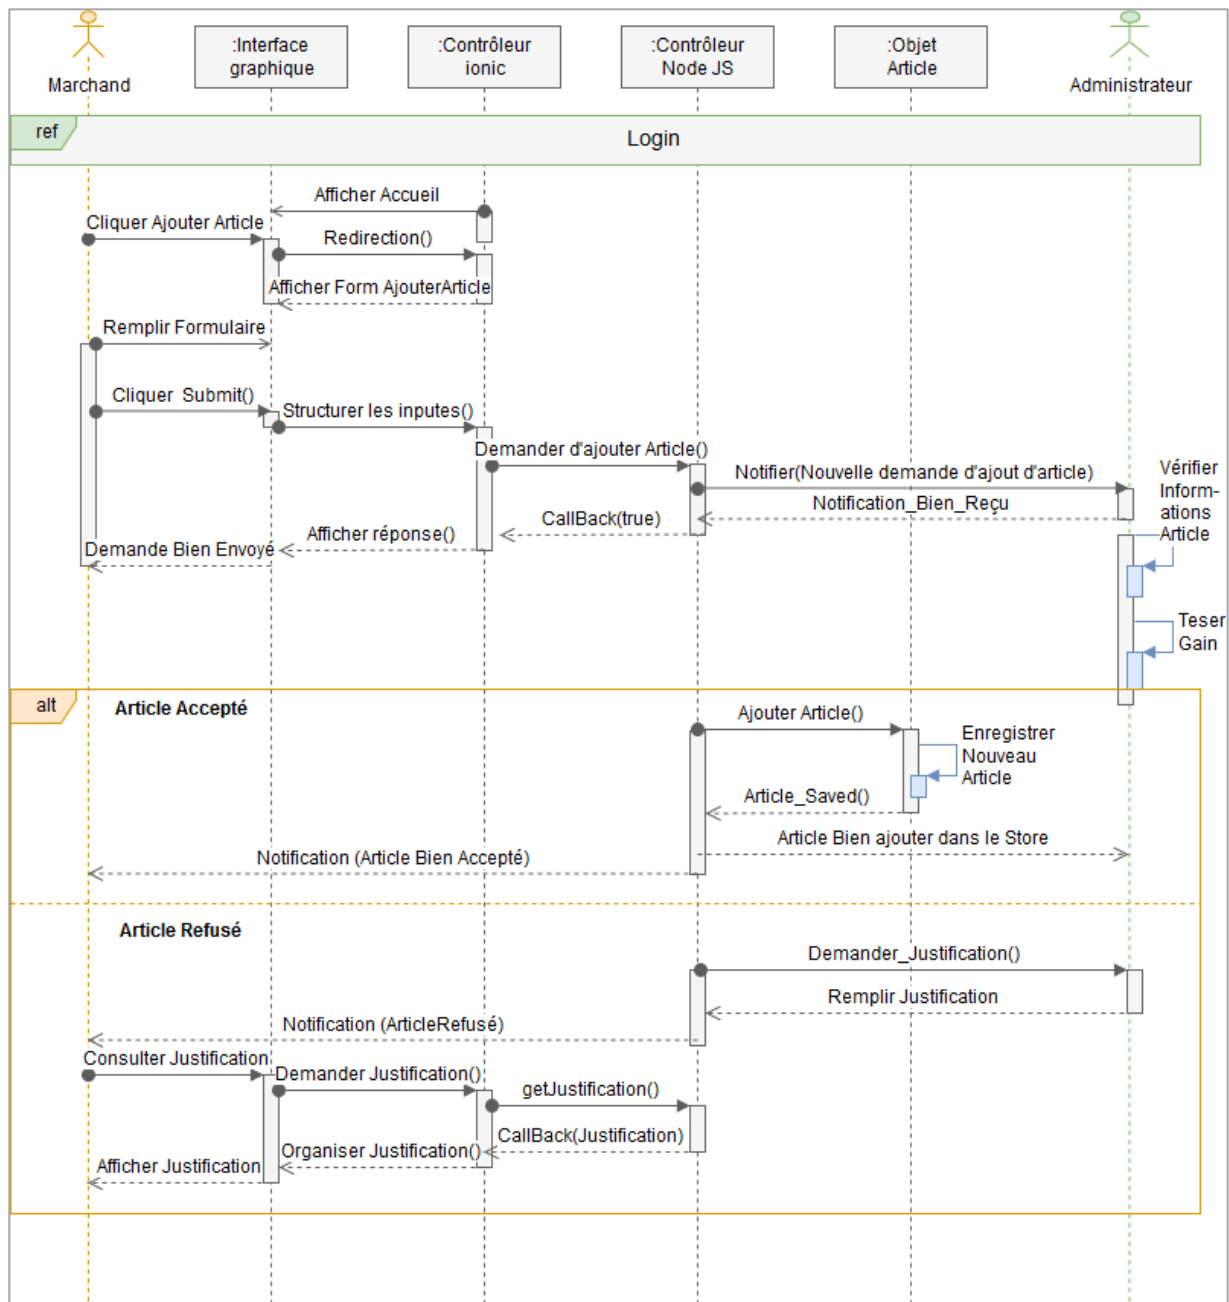 :Interface
graphique
:Contrôleur
ionic
:Contrôleur
Node JS
:Objet
Article
Marchand
Administrateur
ref
Login
Afficher Accueil
Cliquer Ajouter Article
Redirection()
Afficher Form AjouterArticle
Remplir Formulaire
Cliquer  Submit()
Structurer les inputes()
Demander d'ajouter Article()
Notifier(Nouvelle demande d'ajout d'article)
Vérifier
Inform-
ations
Article
Notification_Bien_Reçu
CallBack(true)
Afficher réponse()
Demande Bien Envoyé
Teser
Gain
alt
Article Accepté
Ajouter Article()
Enregistrer
Nouveau
Article
Article_Saved()
Article Bien ajouter dans le Store
Notification (Article Bien Accepté)
Article Refusé
Demander_Justification()
Remplir Justification
Notification (ArticleRefusé)
Consulter Justification
Demander Justification()
getJustification()
CallBack(Justification)
Organiser Justification()
Afficher Justification